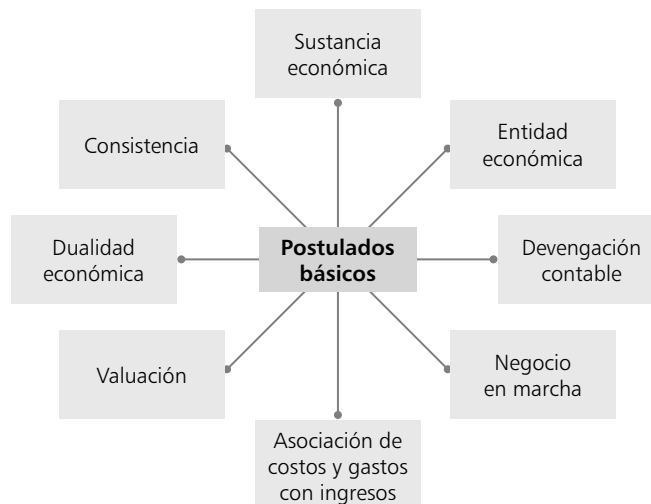 Sustancia
económica
Consistencia
Entidad
económica
Dualidad
económica
Postulados
básicos
Devengación
contable
Valuación
Negocio
en marcha
Asociación de
costos y gastos
con ingresos